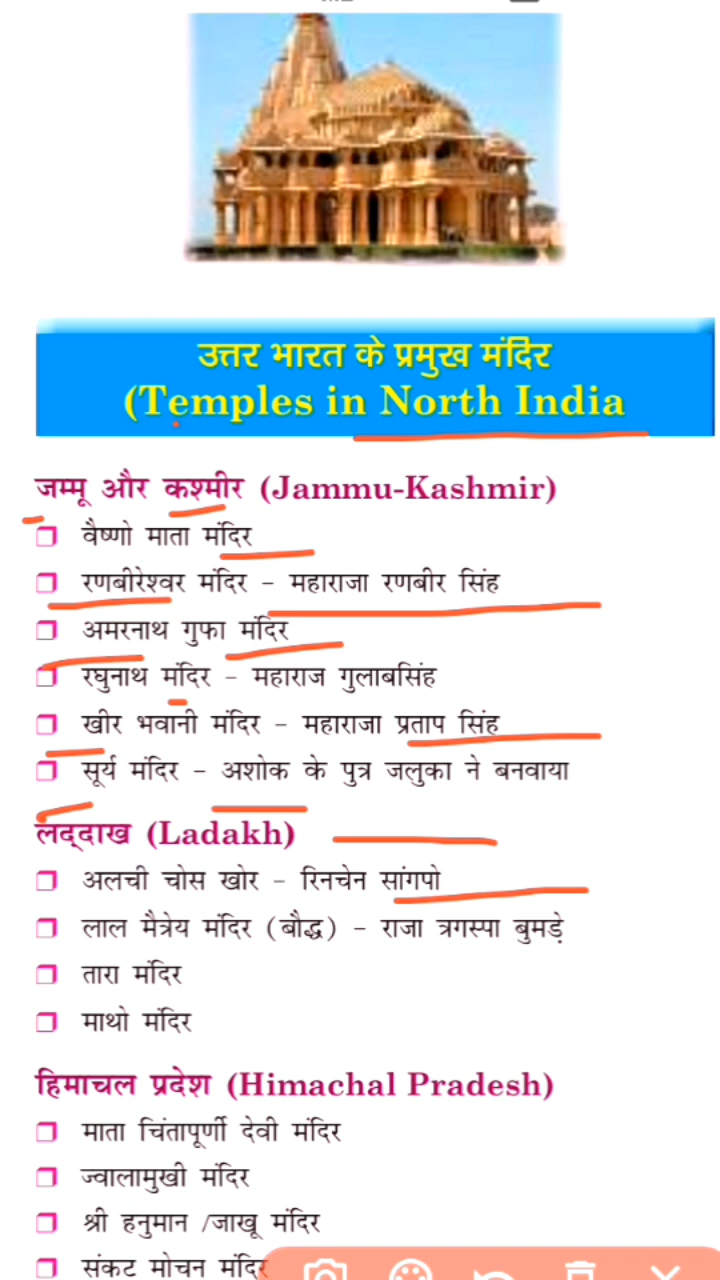 उत्तर भारत के प्रमुख मंदिर
(Temples in North India
जम्मू और कश्मीर (Jammu-Kashmir)
❐ वैष्णो माता मंदिर
❐ रणबीरेश्वर मंदिर – महाराजा रणबीर सिंह
❐ अमरनाथ गुफा मंदिर
❐ रघुनाथ मंदिर – महाराज गुलाबसिंह
❐ खीर भवानी मंदिर – महाराजा प्रताप सिंह
❐ सूर्य मंदिर – अशोक के पुत्र जलुका ने बनवाया
लद्दाख (Ladakh)
❐ अलची चोस खोर – रिनचेन सांगपो
❐ लाल मैत्रेय मंदिर (बौद्ध) – राजा त्रगस्पा बुमड़े
❐ तारा मंदिर
❐ माथो मंदिर
हिमाचल प्रदेश (Himachal Pradesh)
❐ माता चिंतापूर्णी देवी मंदिर
❐ ज्वालामुखी मंदिर
❐ श्री हनुमान /जाखू मंदिर
❐ संकट मोचन मंदिर